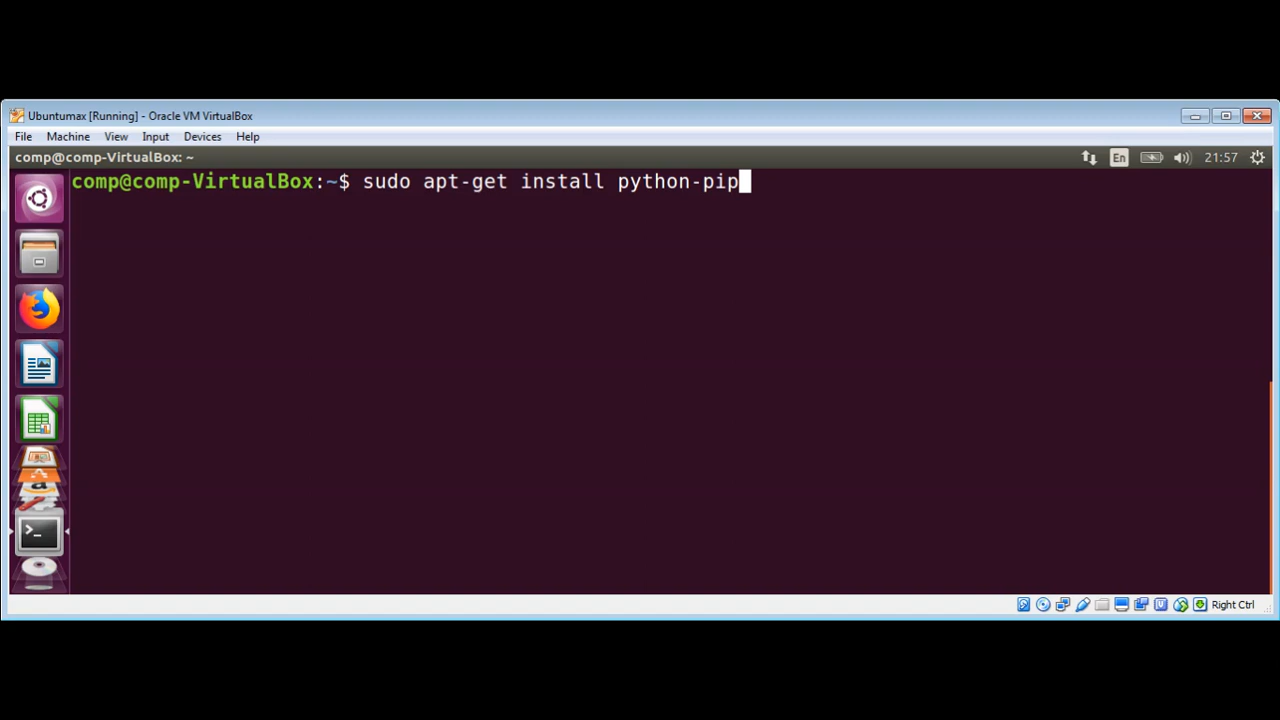 Ubuntumax [Running] - Oracle VM VirtualBox
File Machine View Input Devices Help
comp@comp-VirtualBox: ~ En 21:57
comp@comp-VirtualBox:~$ sudo apt-get install python-pip
Right Ctrl